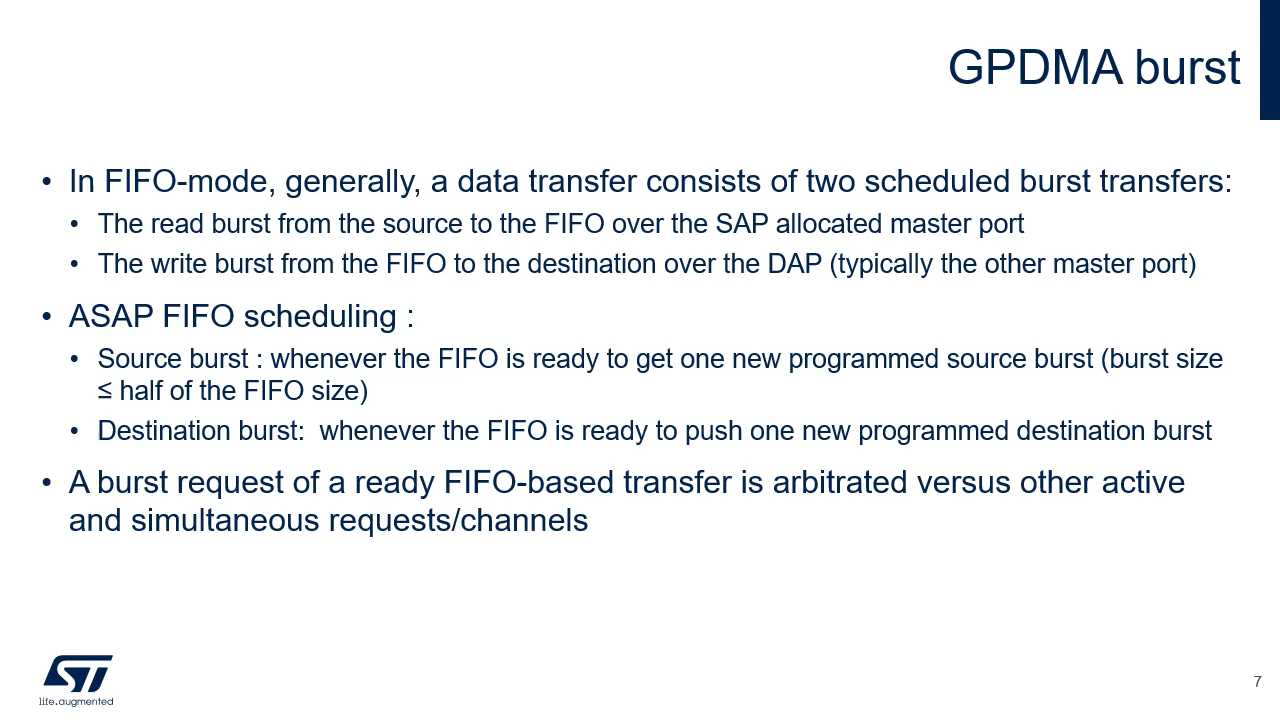 GPDMA burst
• In FIFO-mode, generally, a data transfer consists of two scheduled burst transfers:
• The read burst from the source to the FIFO over the SAP allocated master port
• The write burst from the FIFO to the destination over the DAP (typically the other master port)
• ASAP FIFO scheduling :
• Source burst : whenever the FIFO is ready to get one new programmed source burst (burst size
≤ half of the FIFO size)
• Destination burst:  whenever the FIFO is ready to push one new programmed destination burst
• A burst request of a ready FIFO-based transfer is arbitrated versus other active
and simultaneous requests/channels
ST
life.augmented
7